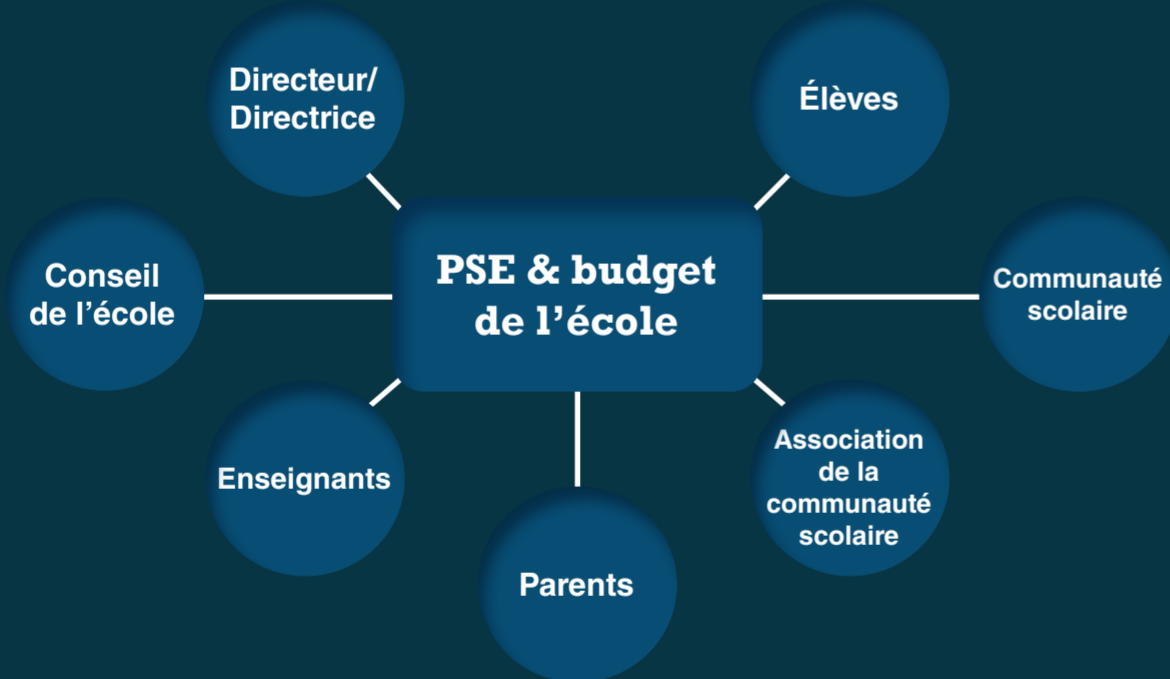 Directeur/
Directrice
Élèves
Conseil
de l’école
PSE & budget
de l’école
Communauté
scolaire
Enseignants
Association
de la
communauté
scolaire
Parents